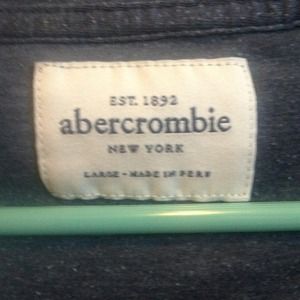 EST. 1892
abercrombie
NEW YORK
LARGE - MADE IN PERU